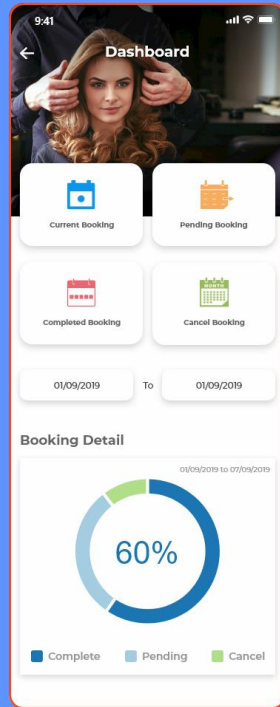 9:41
Dashboard
Current Booking
Pending Booking
Completed Booking
MONTH
Cancel Booking
01/09/2019 To 01/09/2019
Booking Detail
01/09/2019 to 07/09/2019
60%
Complete Pending Cancel